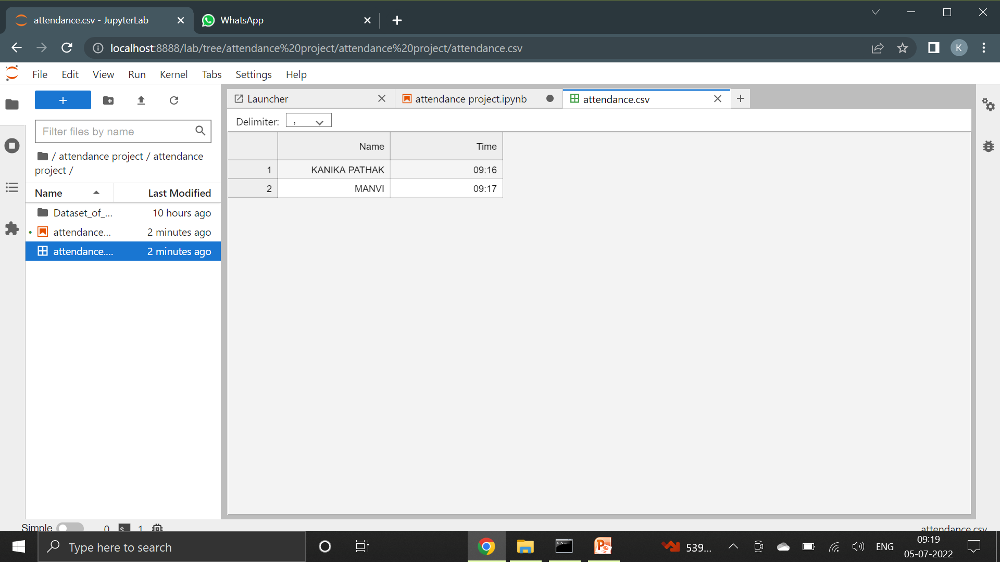 attendance.csv - JupyterLab
WhatsApp
localhost:8888/lab/tree/attendance%20project/attendance%20project/attendance.csv
K
File Edit View Run Kernel Tabs Settings Help
Launcher
attendance project.ipynb
attendance.csv
Filter files by name
/ attendance project / attendance
project /
Name Last Modified
Dataset_of_... 10 hours ago
attendance... 2 minutes ago
attendance.... 2 minutes ago
Delimiter: ,
Name Time
1 KANIKA PATHAK 09:16
2 MANVI 09:17
Simple 0 $ 1
attendance.csv
Type here to search
539...
ENG
09:19
05-07-2022